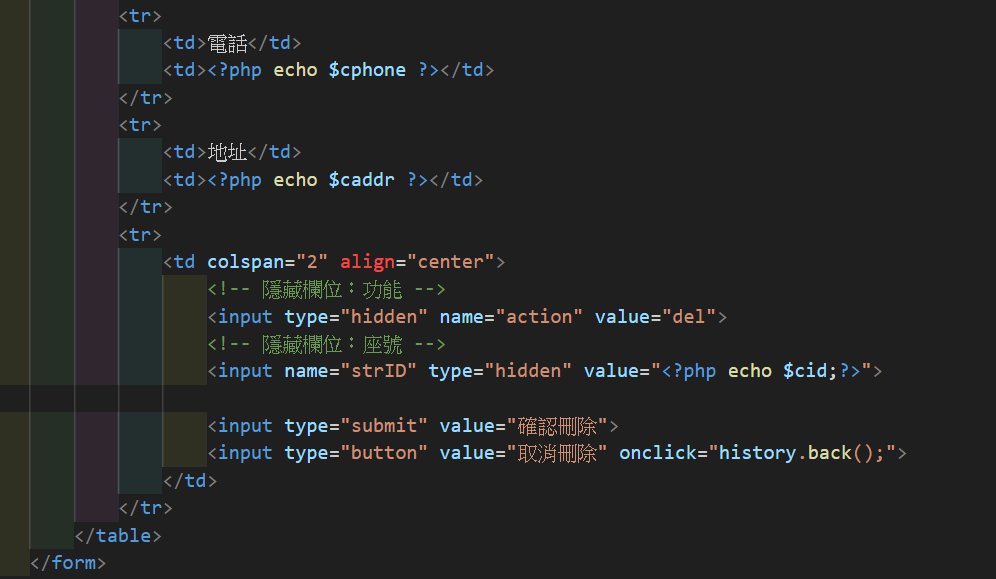 <tr>
<td>電話</td>
<td><?php echo $cphone ?></td>
</tr>
<tr>
<td>地址</td>
<td><?php echo $caddr ?></td>
</tr>
<tr>
<td colspan="2" align="center">
<!-- 隱藏欄位：功能 -->
<input type="hidden" name="action" value="del">
<!-- 隱藏欄位：座號 -->
<input name="strID" type="hidden" value="<?php echo $cid;?>">
<input type="submit" value="確認刪除">
<input type="button" value="取消刪除" onclick="history.back();">
</td>
</tr>
</table>
</form>